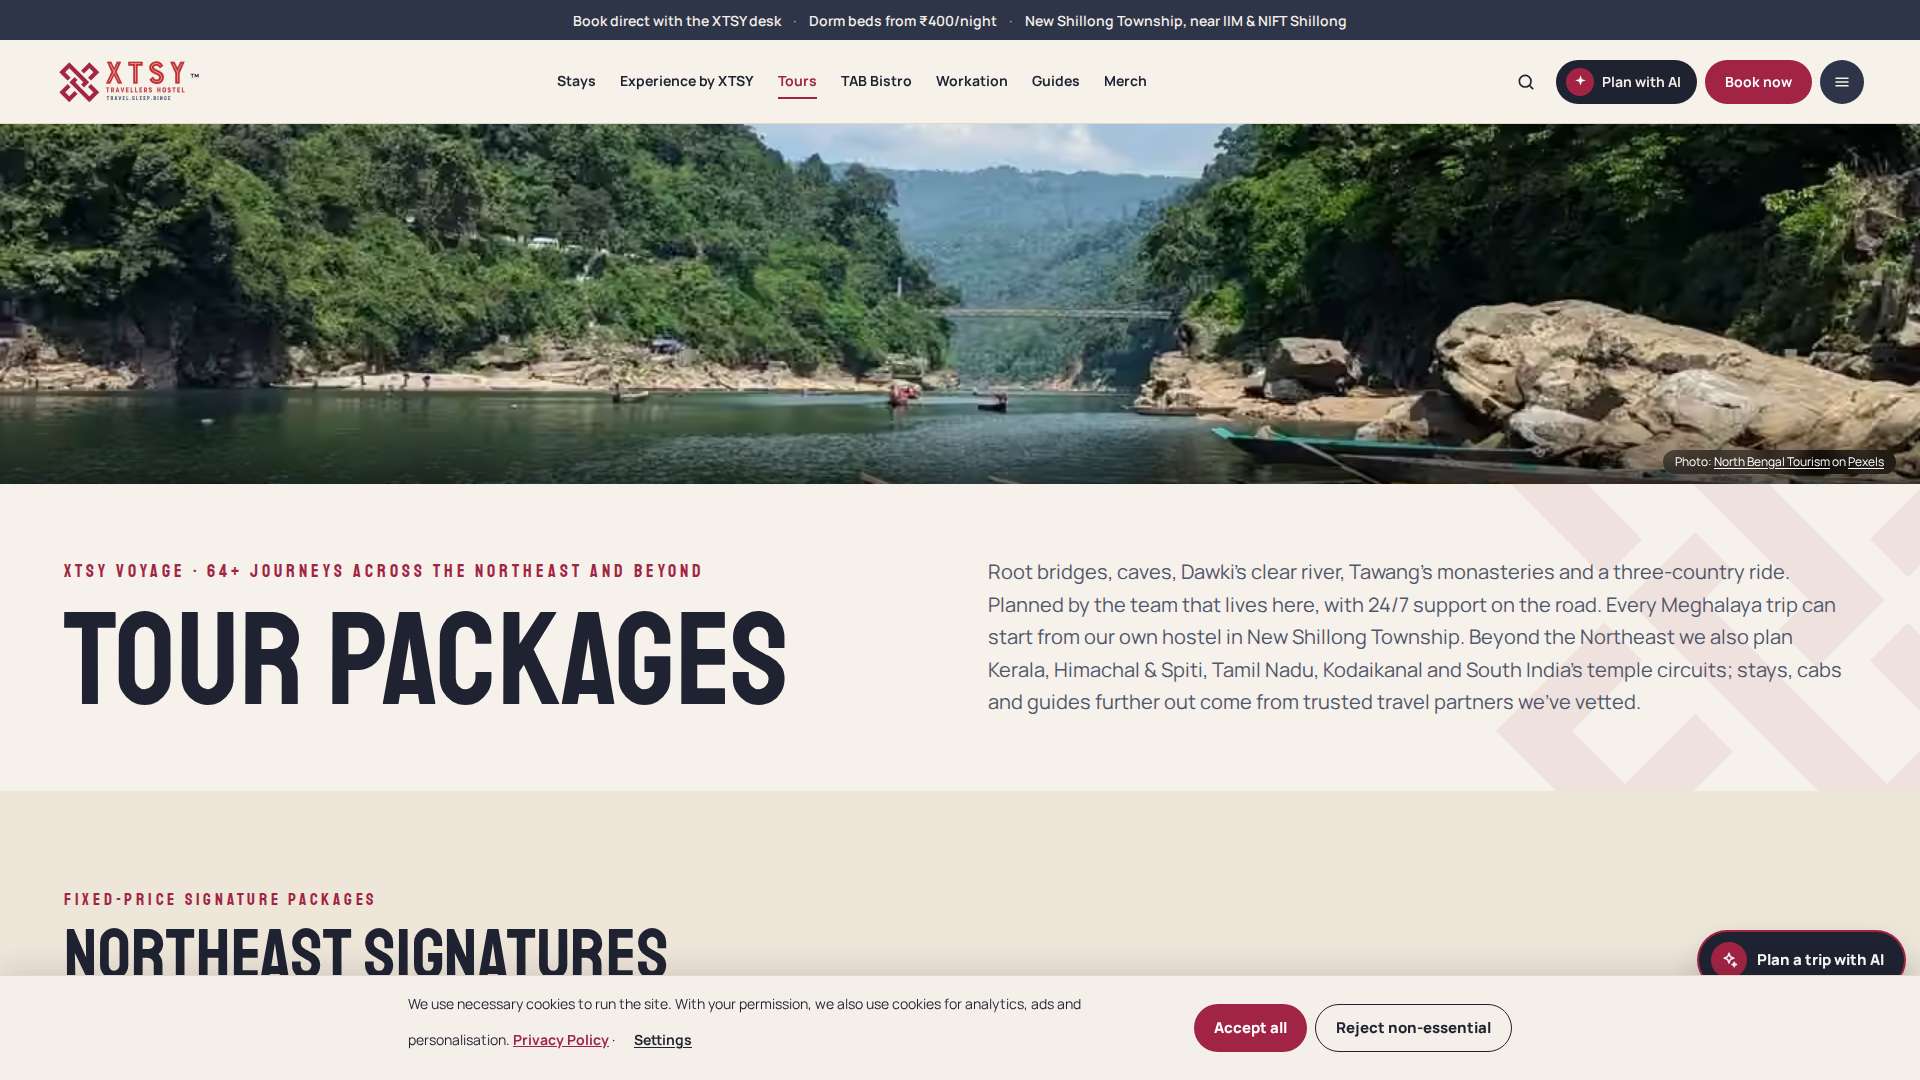 Book direct with the XTSY desk · Dorm beds from ₹400/night · New Shillong Township, near IIM & NIFT Shillong
XTSY™
TRAVELLERS HOSTEL
TRAVEL.SLEEP.BINGE
Stays
Experience by XTSY
Tours
TAB Bistro
Workation
Guides
Merch
Plan with AI
Book now
Photo: North Bengal Tourism on Pexels
XTSY VOYAGE · 64+ JOURNEYS ACROSS THE NORTHEAST AND BEYOND
TOUR PACKAGES
Root bridges, caves, Dawki’s clear river, Tawang’s monasteries and a three-country ride.
Planned by the team that lives here, with 24/7 support on the road. Every Meghalaya trip can
start from our own hostel in New Shillong Township. Beyond the Northeast we also plan
Kerala, Himachal & Spiti, Tamil Nadu, Kodaikanal and South India’s temple circuits; stays, cabs
and guides further out come from trusted travel partners we’ve vetted.
FIXED-PRICE SIGNATURE PACKAGES
NORTHEAST SIGNATURES
Plan a trip with AI
We use necessary cookies to run the site. With your permission, we also use cookies for analytics, ads and
personalisation. Privacy Policy · Settings
Accept all
Reject non-essential